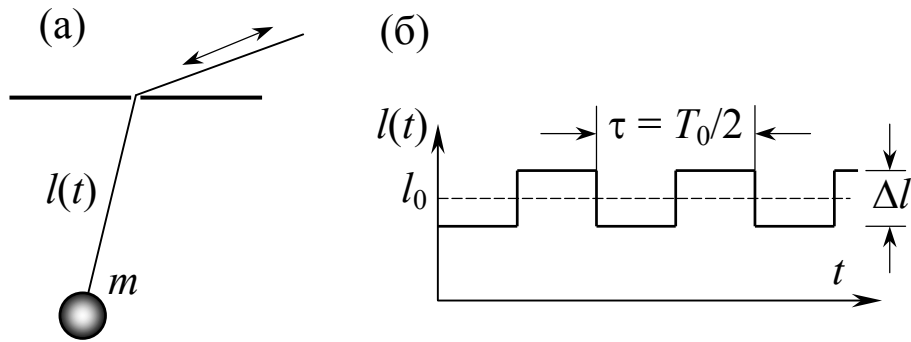 (а)
(б)
l(t)
τ = T₀/2
l₀
Δl
l(t)
m
t